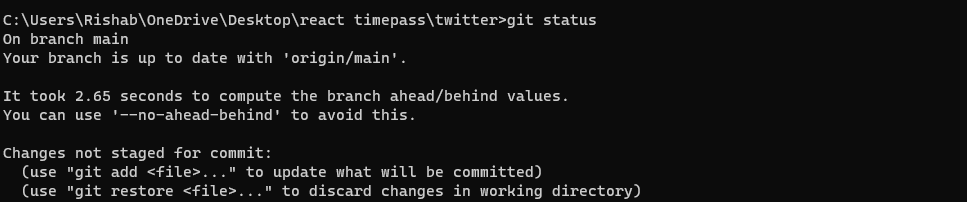 C:\Users\Rishab\OneDrive\Desktop\react timepass\twitter>git status
On branch main
Your branch is up to date with 'origin/main'.
It took 2.65 seconds to compute the branch ahead/behind values.
You can use '--no-ahead-behind' to avoid this.
Changes not staged for commit:
  (use "git add <file>..." to update what will be committed)
  (use "git restore <file>..." to discard changes in working directory)